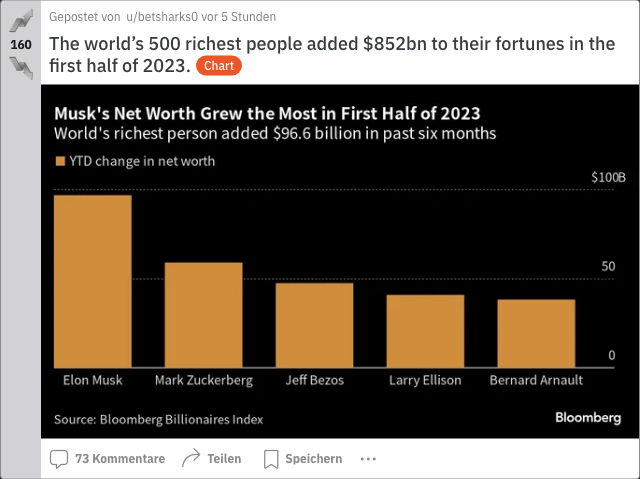 Gepostet von u/betsharks0 vor 5 Stunden
160
The world’s 500 richest people added $852bn to their fortunes in the
first half of 2023. Chart
Musk's Net Worth Grew the Most in First Half of 2023
World's richest person added $96.6 billion in past six months
YTD change in net worth
$100B
50
0
Elon Musk Mark Zuckerberg Jeff Bezos Larry Ellison Bernard Arnault
Source: Bloomberg Billionaires Index Bloomberg
73 Kommentare Teilen Speichern ···